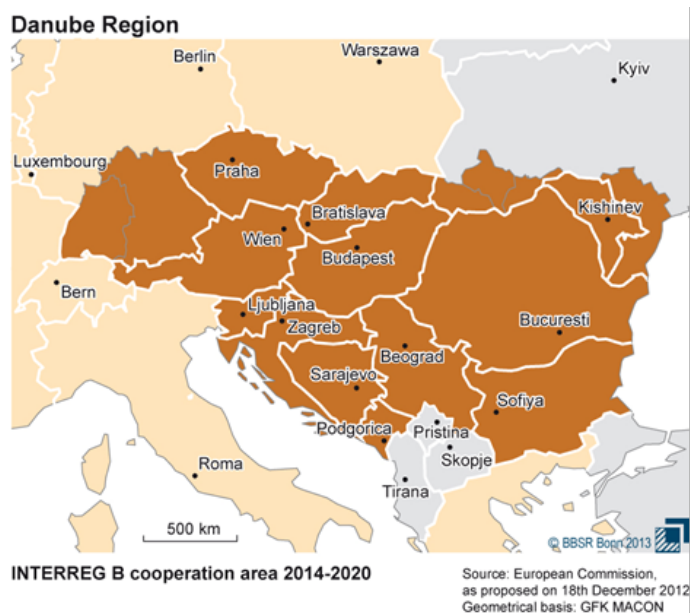 Danube Region
Berlin
Warszawa
Kyiv
Luxembourg
Praha
Kishinev
Bratislava
Wien
Budapest
Bern
Ljubljana
Zagreb
Bucuresti
Beograd
Sarajevo
Sofiya
Podgorica
Pristina
Skopje
Roma
Tirana
500 km
© BBSR Bonn 2013
INTERREG B cooperation area 2014-2020
Source: European Commission,
as proposed on 18th December 2012
Geometrical basis: GFK MACON